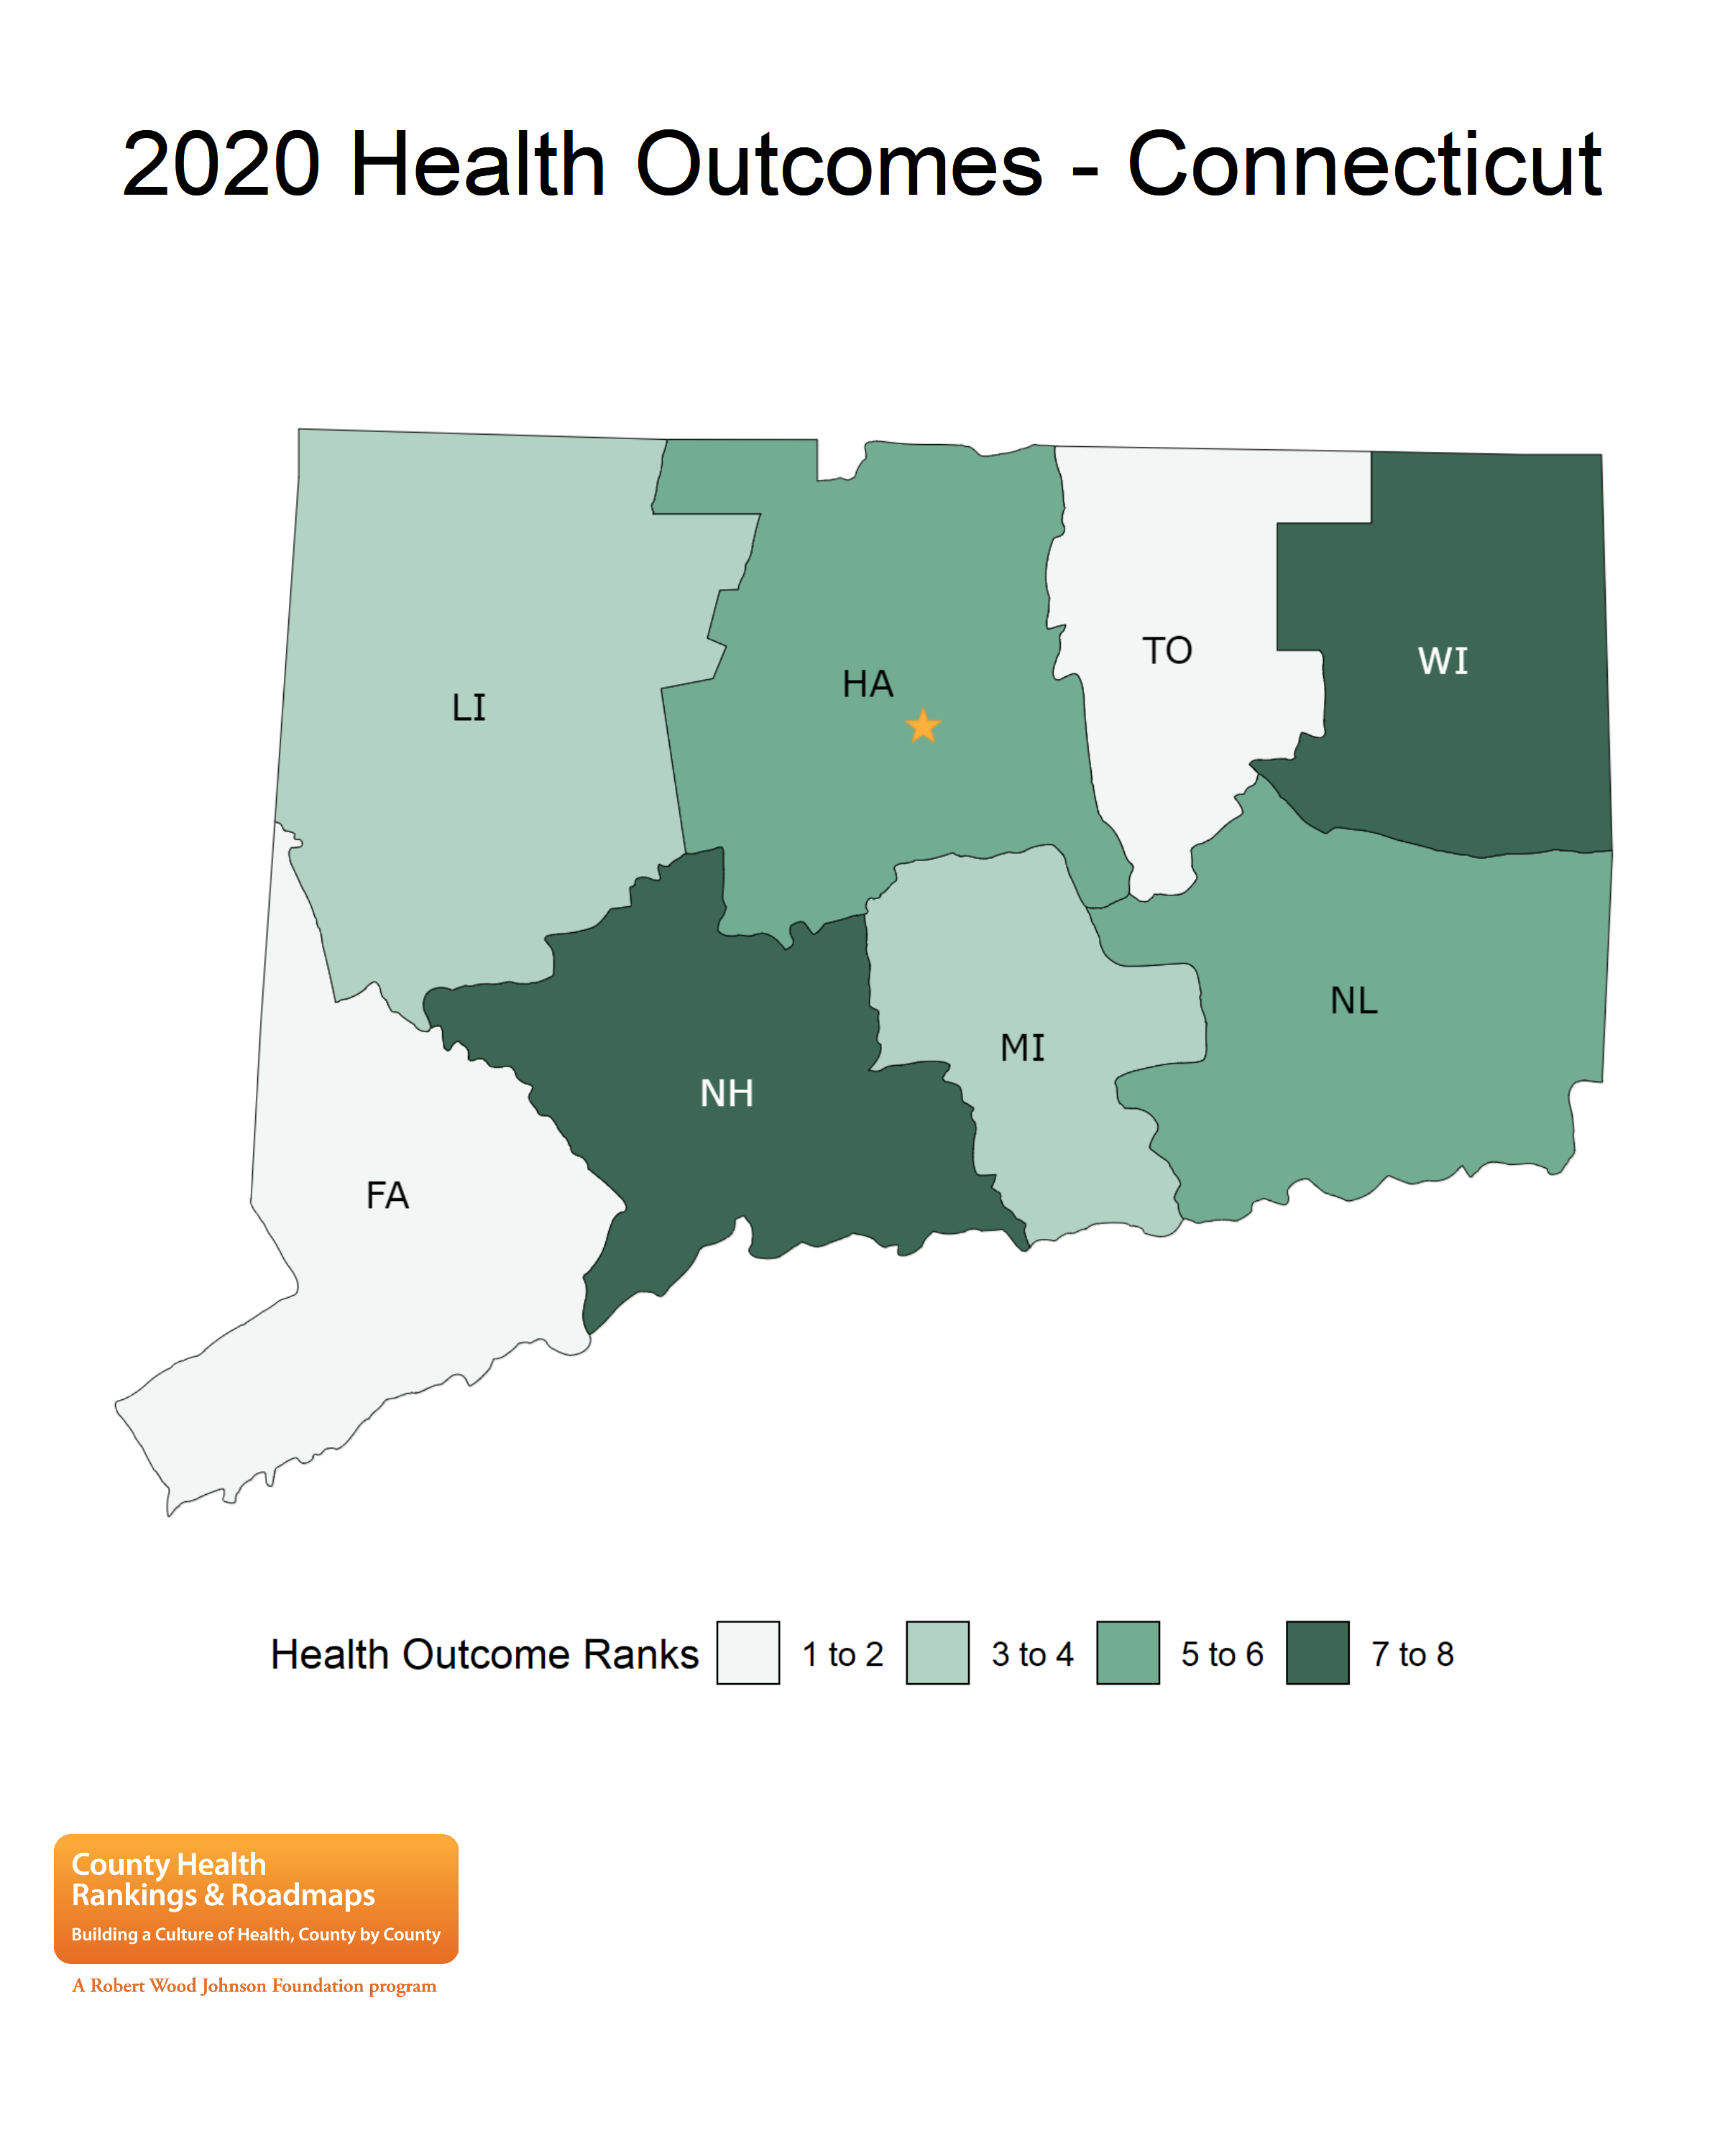 2020 Health Outcomes - Connecticut
TO
WI
HA
LI
NL
MI
NH
FA
Health Outcome Ranks 1 to 2 3 to 4 5 to 6 7 to 8
County Health
Rankings & Roadmaps
Building a Culture of Health, County by County
A Robert Wood Johnson Foundation program